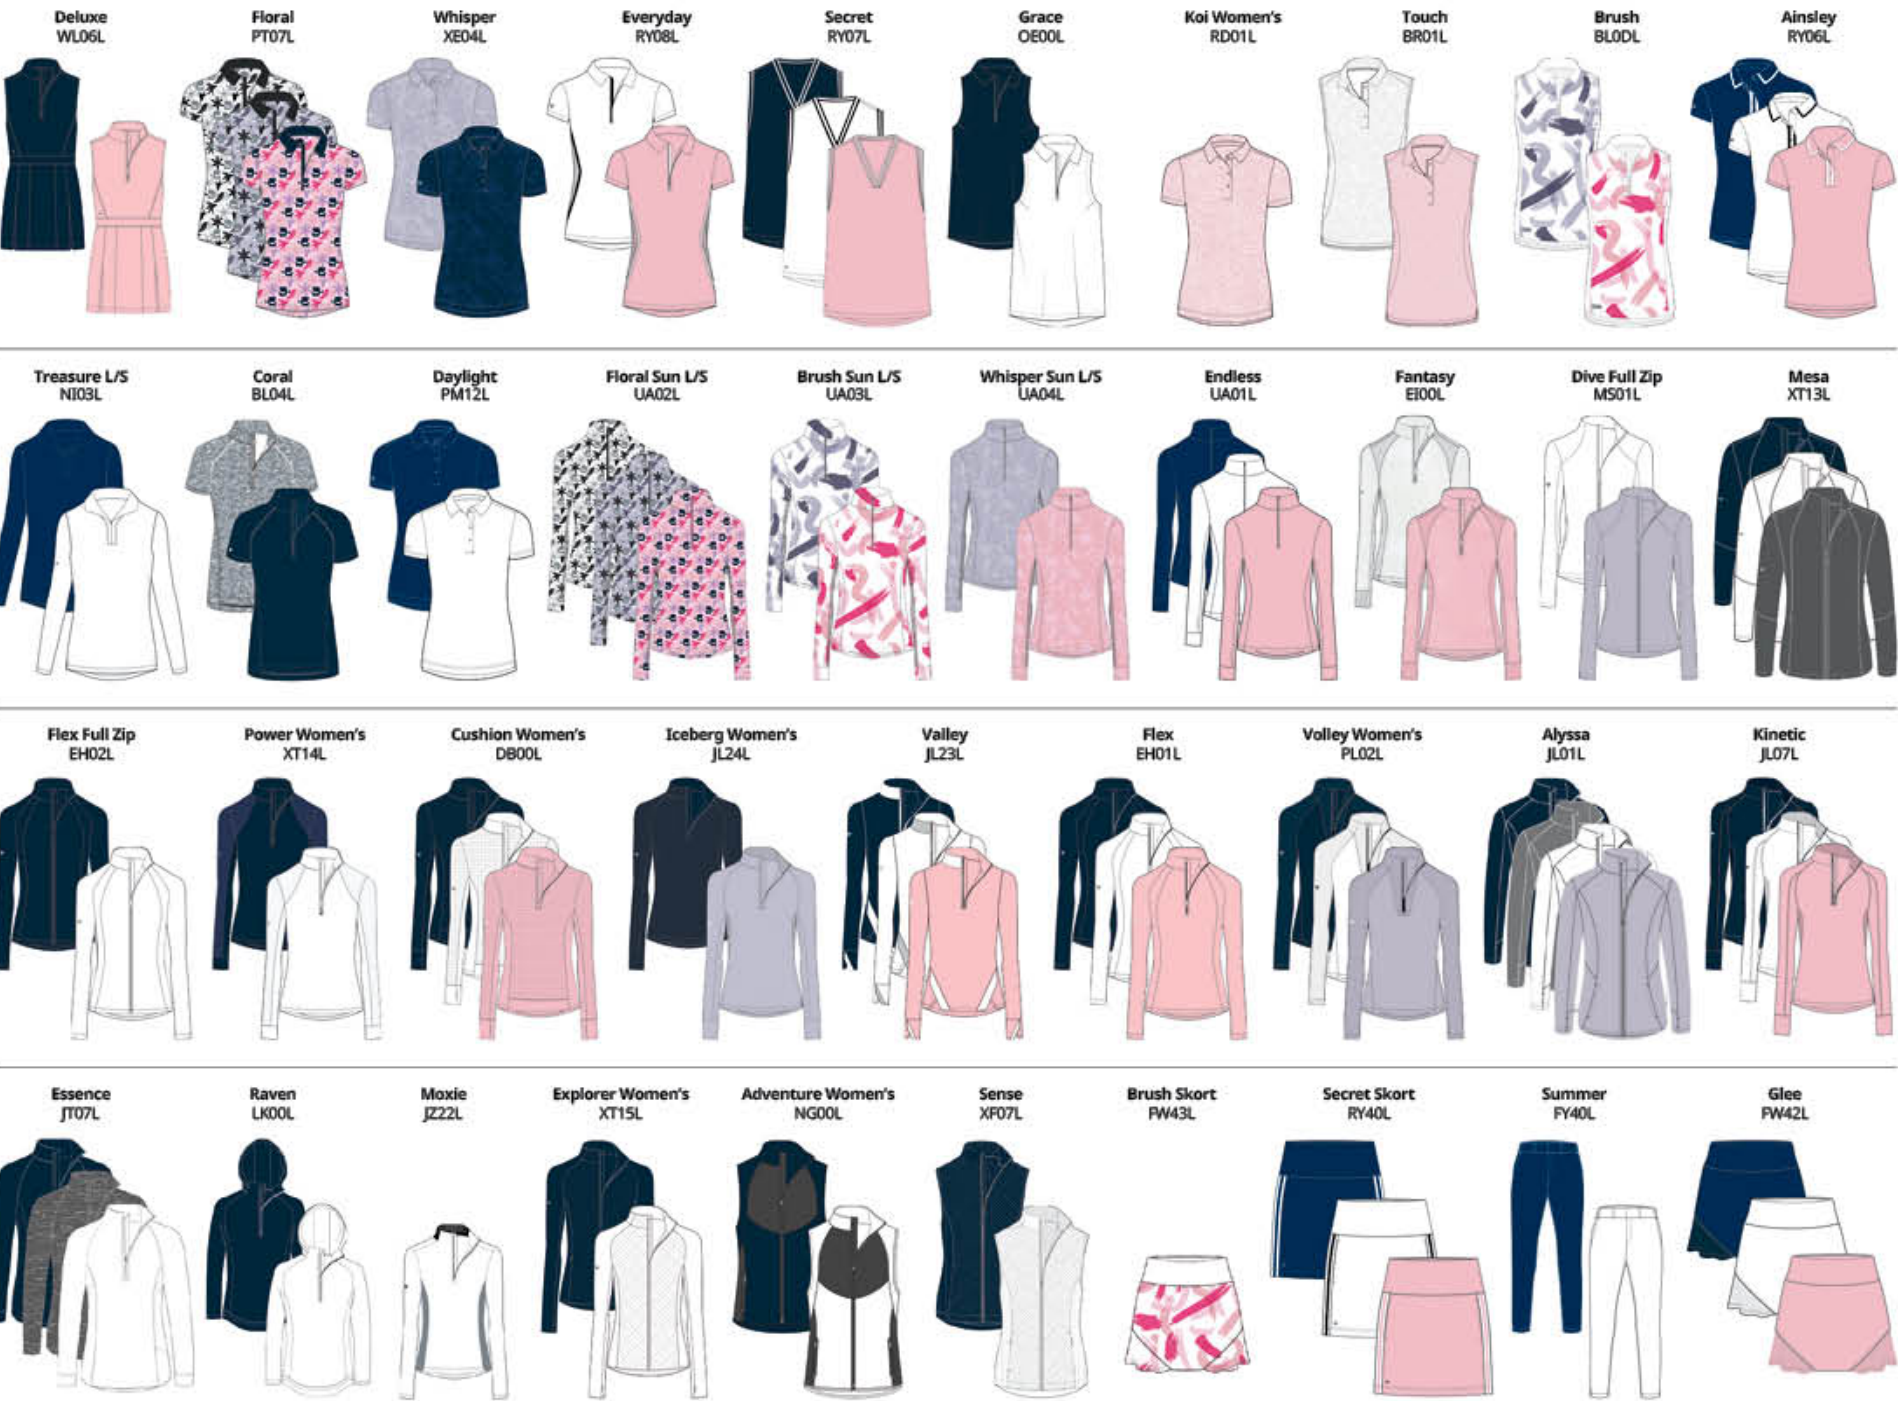 Deluxe
WL06L
Floral
PT07L
Whisper
XE04L
Everyday
RY08L
Secret
RY07L
Grace
OE00L
Koi Women's
RD01L
Touch
BR01L
Brush
BL0DL
Ainsley
RY06L
Treasure L/S
NI03L
Coral
BL04L
Daylight
PM12L
Floral Sun L/S
UA02L
Brush Sun L/S
UA03L
Whisper Sun L/S
UA04L
Endless
UA01L
Fantasy
EI00L
Dive Full Zip
MS01L
Mesa
XT13L
Flex Full Zip
EH02L
Power Women's
XT14L
Cushion Women's
DB00L
Iceberg Women's
JL24L
Valley
JL23L
Flex
EH01L
Volley Women's
PL02L
Alyssa
JL01L
Kinetic
JL07L
Essence
JT07L
Raven
LK00L
Moxie
JZ22L
Explorer Women's
XT15L
Adventure Women's
NG00L
Sense
XF07L
Brush Skort
FW43L
Secret Skort
RY40L
Summer
FY40L
Glee
FW42L